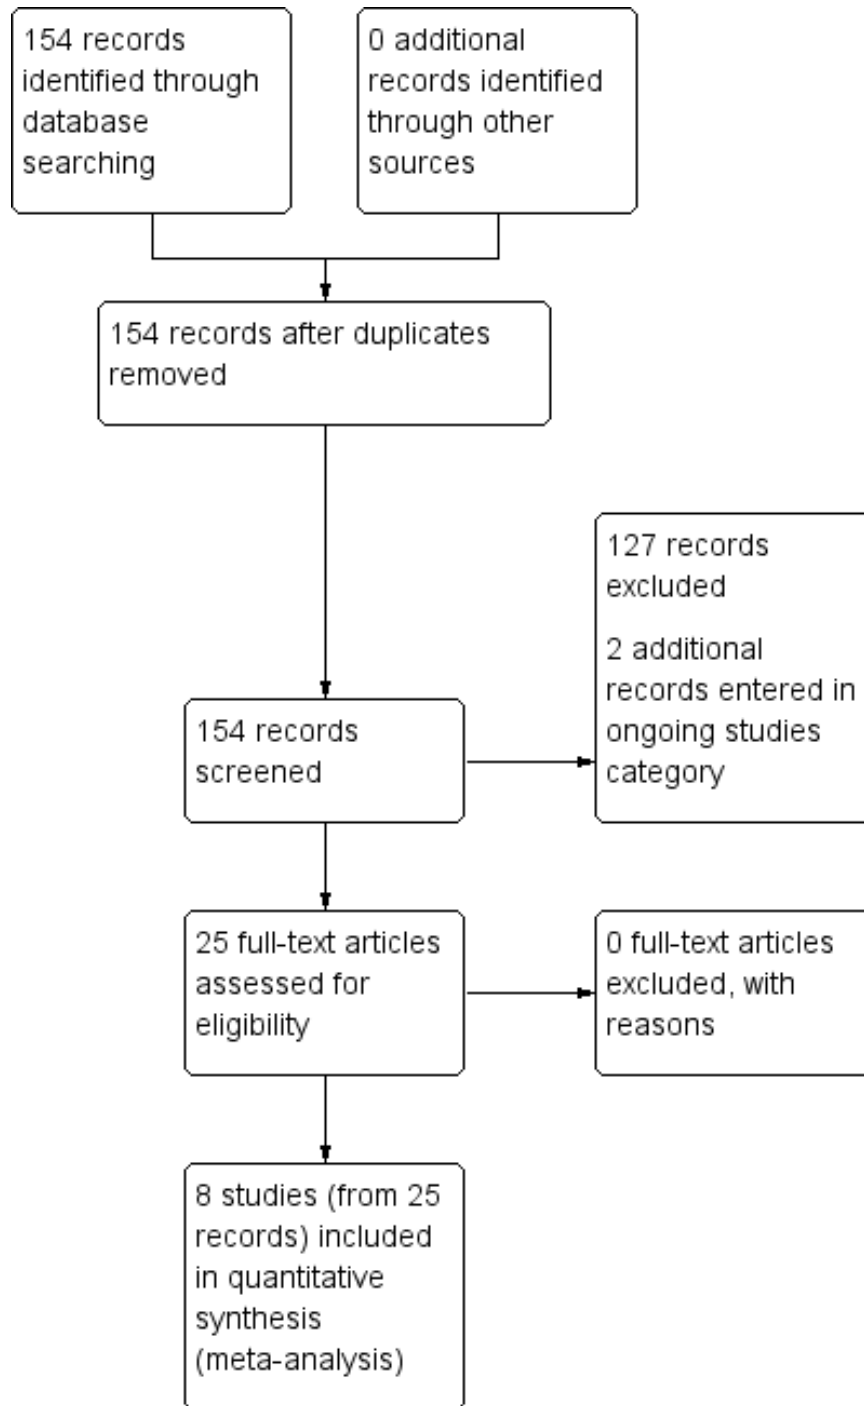 154 records
identified through
database
searching
0 additional
records identified
through other
sources
154 records after duplicates
removed
127 records
excluded
2 additional
records entered in
ongoing studies
category
154 records
screened
25 full-text articles
assessed for
eligibility
0 full-text articles
excluded, with
reasons
8 studies (from 25
records) included
in quantitative
synthesis
(meta-analysis)